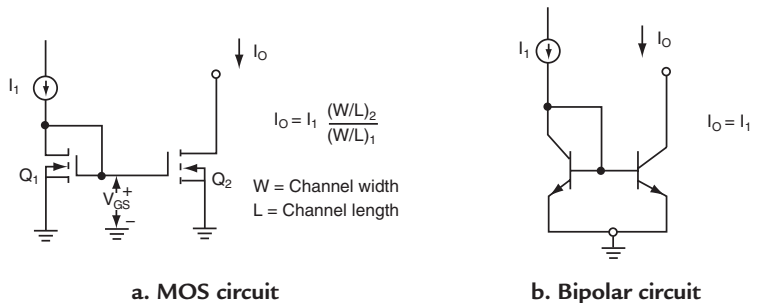 I₁
I_O
Q₁
V_GS
+
−
Q₂
I_O = I₁ (W/L)₂ / (W/L)₁
W = Channel width
L = Channel length
a. MOS circuit
I₁
I_O
I_O = I₁
b. Bipolar circuit